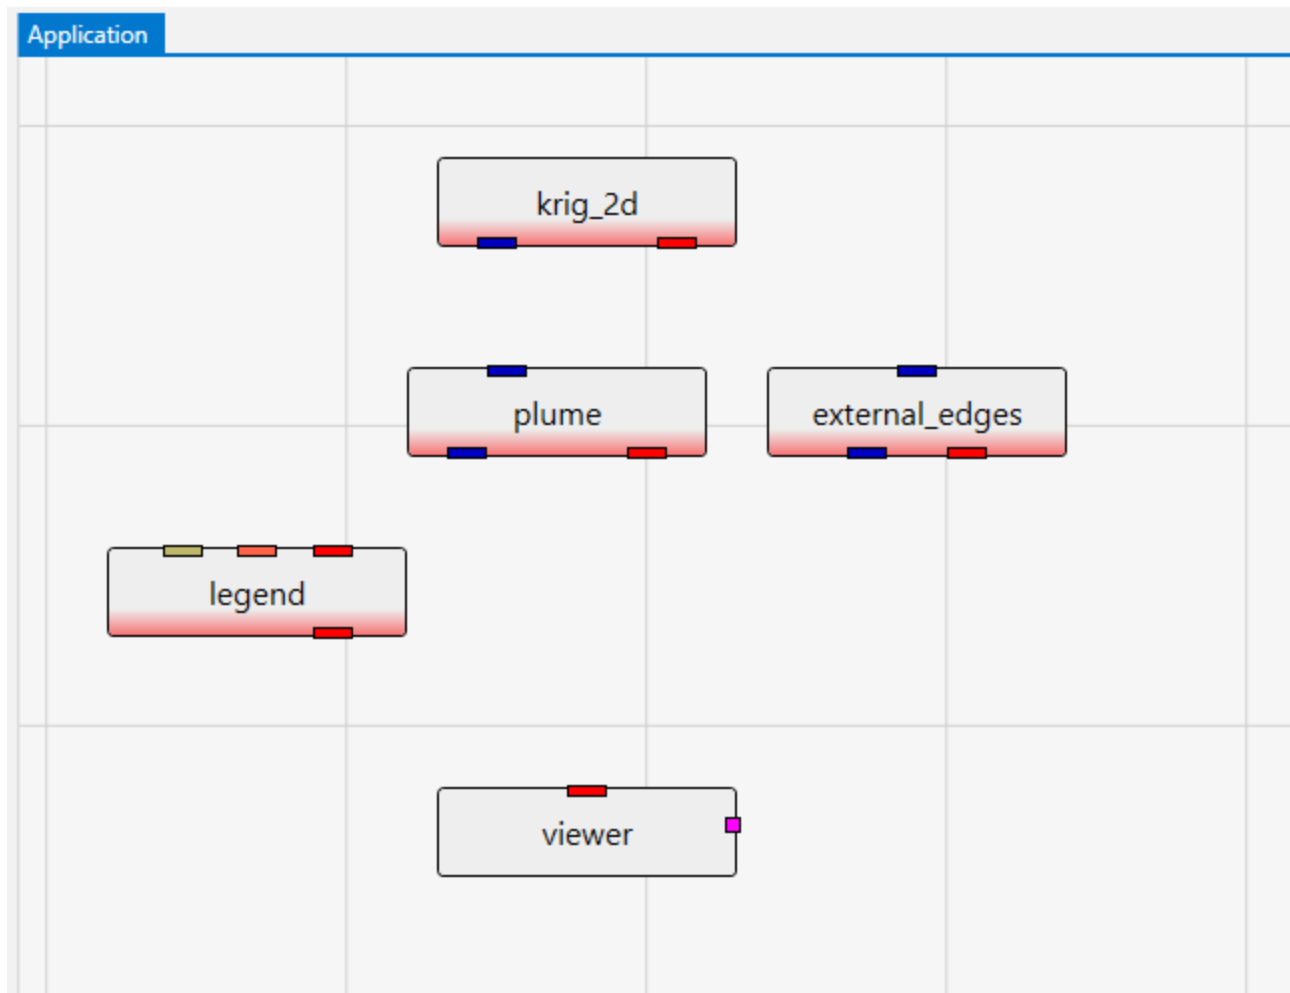 Application
krig_2d
plume
external_edges
legend
viewer